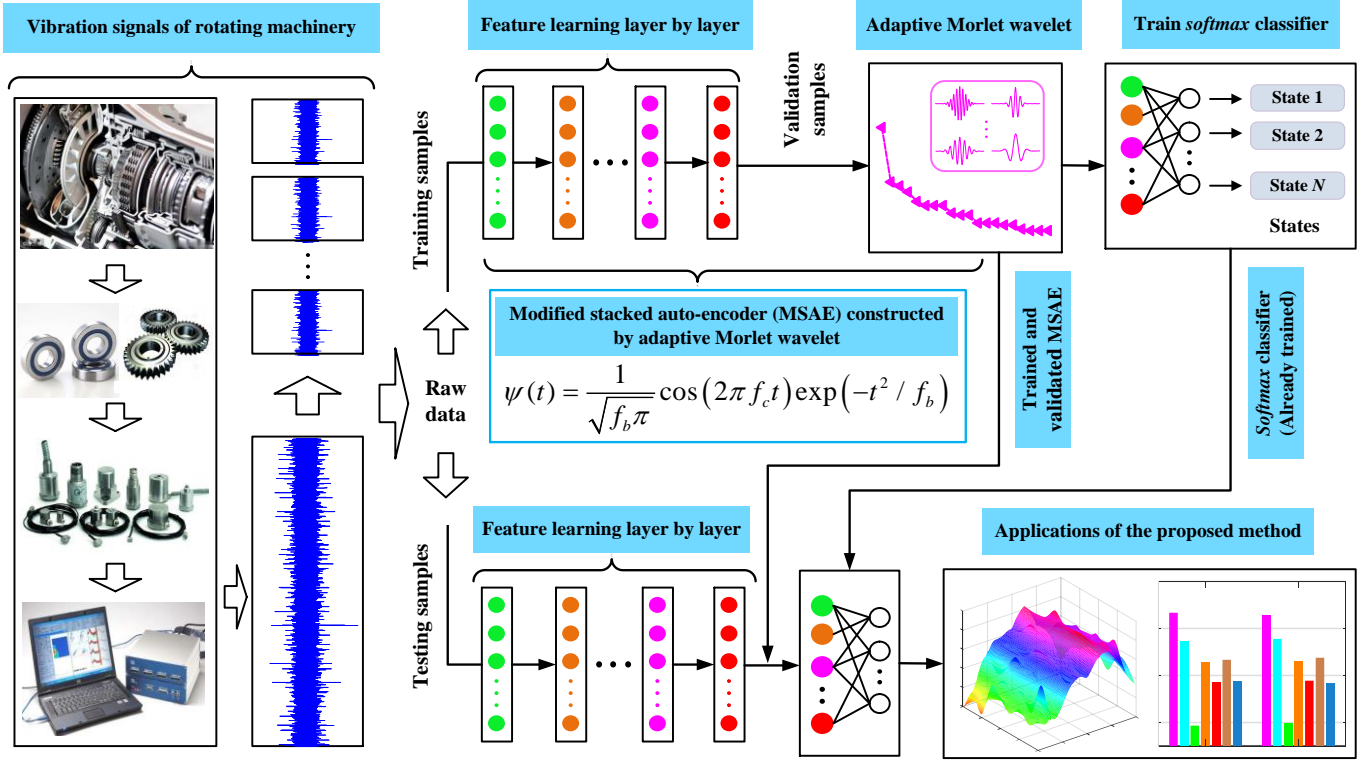 Vibration signals of rotating machinery
Feature learning layer by layer
Adaptive Morlet wavelet
Train softmax classifier
Training samples
Validation
samples
State 1
State 2
State N
States
Modified stacked auto-encoder (MSAE) constructed
by adaptive Morlet wavelet
ψ(t) = 1/√(f_b π) cos(2π f_c t) exp(−t² / f_b)
Raw
data
Trained and
validated MSAE
Softmax classifier
(Already trained)
Testing samples
Feature learning layer by layer
Applications of the proposed method